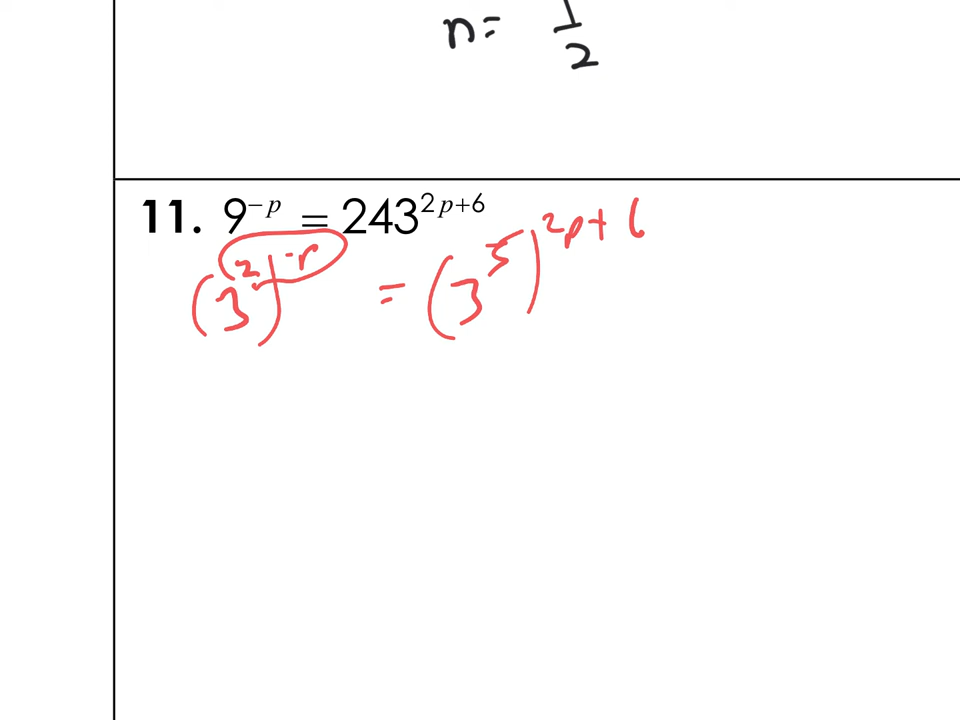 n = 1/2
11. 9^{-p} = 243^{2p+6}
(3^2)^{-p} = (3^5)^{2p+6}